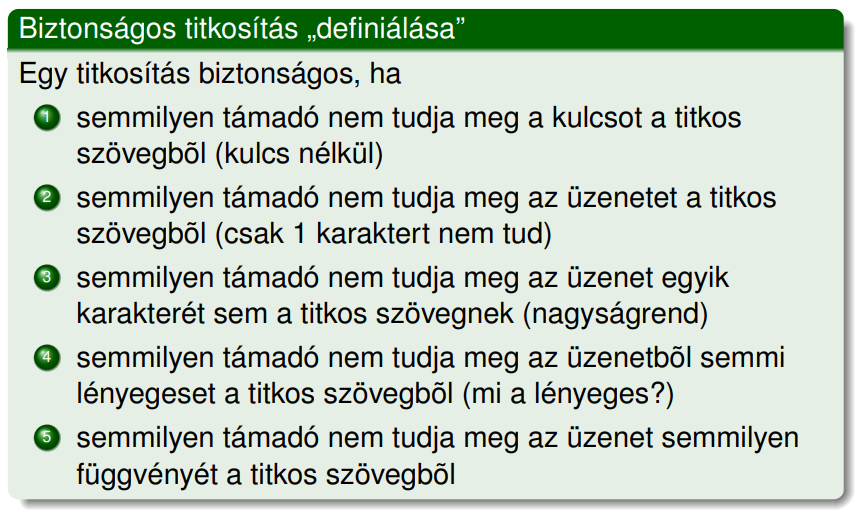 Biztonságos titkosítás „definiálása”
Egy titkosítás biztonságos, ha
1 semmilyen támadó nem tudja meg a kulcsot a titkos
szövegbõl (kulcs nélkül)
2 semmilyen támadó nem tudja meg az üzenetet a titkos
szövegbõl (csak 1 karaktert nem tud)
3 semmilyen támadó nem tudja meg az üzenet egyik
karakterét sem a titkos szövegnek (nagyságrend)
4 semmilyen támadó nem tudja meg az üzenetbõl semmi
lényegeset a titkos szövegbõl (mi a lényeges?)
5 semmilyen támadó nem tudja meg az üzenet semmilyen
függvényét a titkos szövegbõl